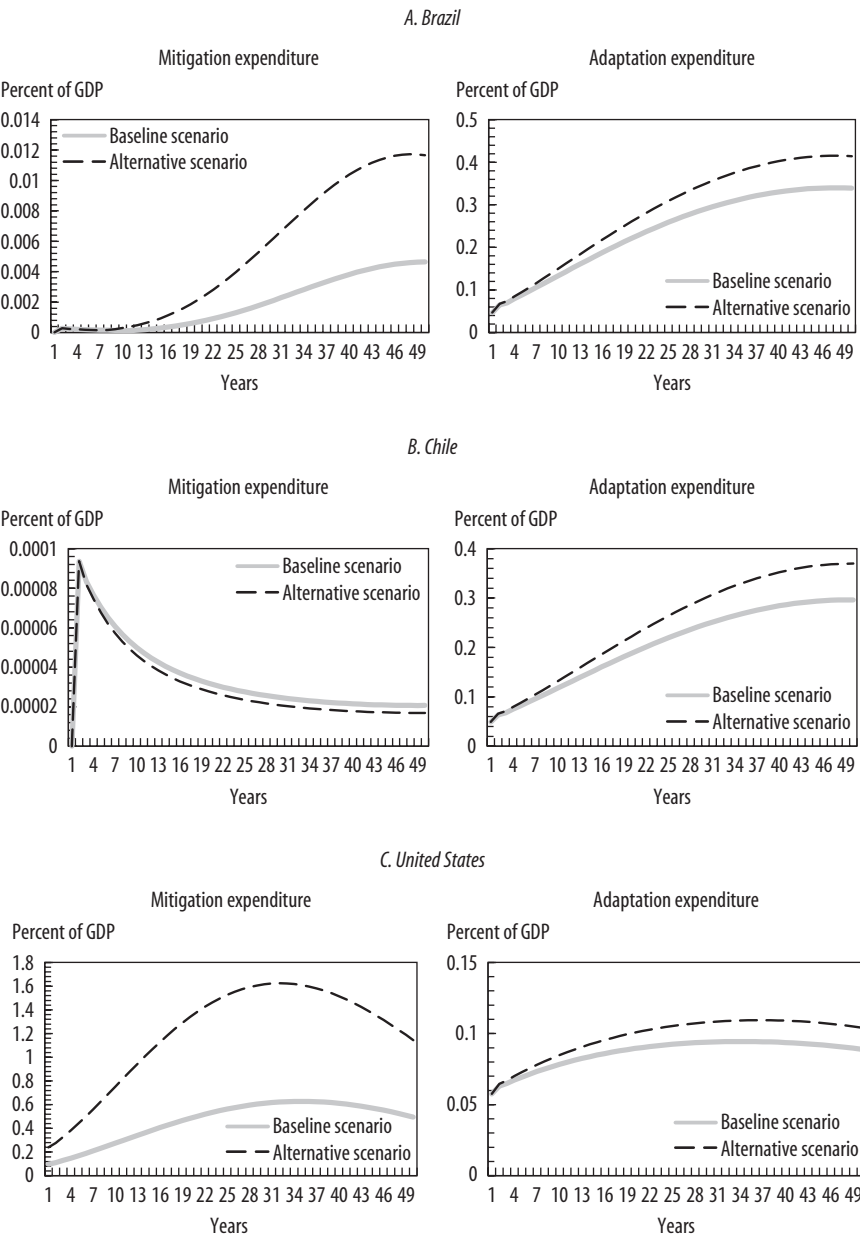 A. Brazil
Mitigation expenditure
Percent of GDP
0.014
0.012
0.01
0.008
0.006
0.004
0.002
0
Baseline scenario
Alternative scenario
1 4 7 10 13 16 19 22 25 28 31 34 37 40 43 46 49
Years
Adaptation expenditure
Percent of GDP
0.5
0.4
0.3
0.2
0.1
0
Baseline scenario
Alternative scenario
1 4 7 10 13 16 19 22 25 28 31 34 37 40 43 46 49
Years
B. Chile
Mitigation expenditure
Percent of GDP
0.0001
0.00008
0.00006
0.00004
0.00002
0
Baseline scenario
Alternative scenario
1 4 7 10 13 16 19 22 25 28 31 34 37 40 43 46 49
Years
Adaptation expenditure
Percent of GDP
0.4
0.3
0.2
0.1
0
Baseline scenario
Alternative scenario
1 4 7 10 13 16 19 22 25 28 31 34 37 40 43 46 49
Years
C. United States
Mitigation expenditure
Percent of GDP
1.8
1.6
1.4
1.2
1
0.8
0.6
0.4
0.2
0
Baseline scenario
Alternative scenario
1 4 7 10 13 16 19 22 25 28 31 34 37 40 43 46 49
Years
Adaptation expenditure
Percent of GDP
0.15
0.1
0.05
0
Baseline scenario
Alternative scenario
1 4 7 10 13 16 19 22 25 28 31 34 37 40 43 46 49
Years